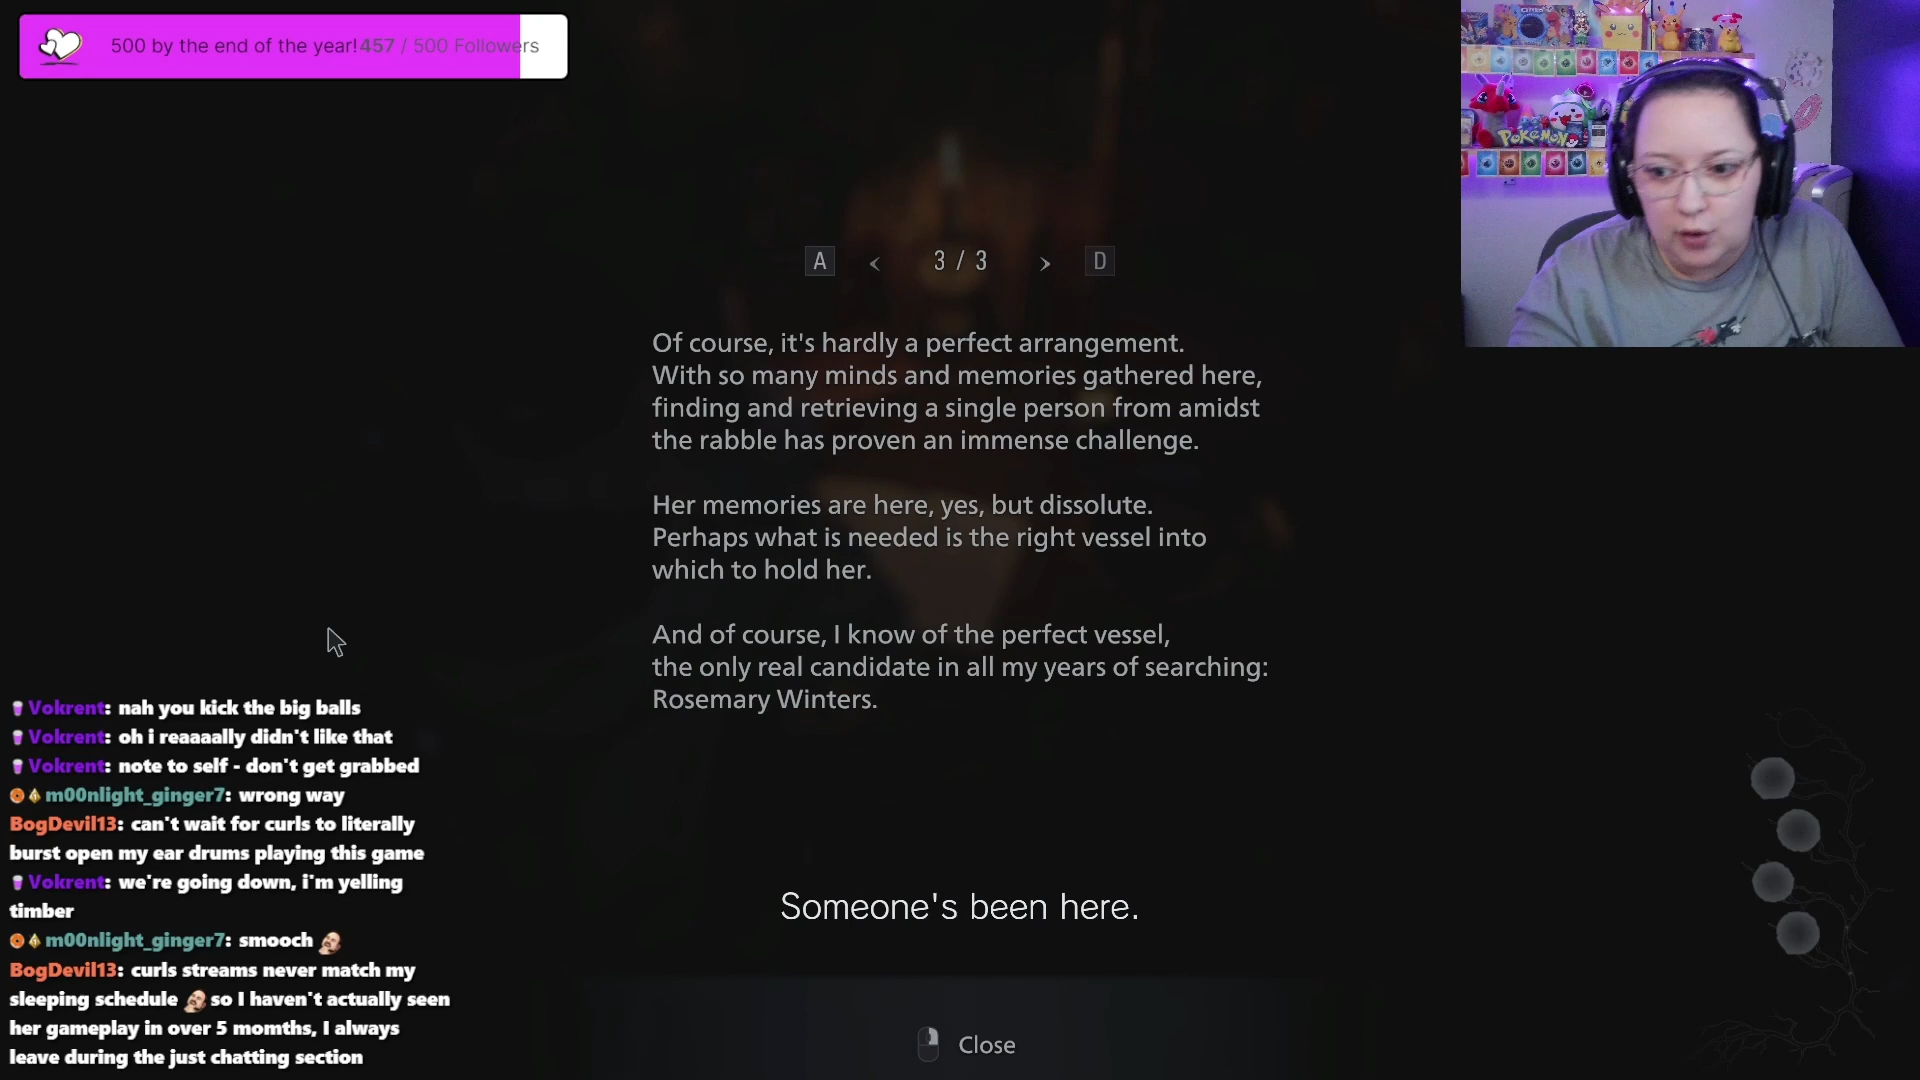 500 by the end of the year!457 / 500 Followers
POKéMON
A < 3 / 3 > D
Of course, it's hardly a perfect arrangement.
With so many minds and memories gathered here,
finding and retrieving a single person from amidst
the rabble has proven an immense challenge.
Her memories are here, yes, but dissolute.
Perhaps what is needed is the right vessel into
which to hold her.
And of course, I know of the perfect vessel,
the only real candidate in all my years of searching:
Rosemary Winters.
Vokrent: nah you kick the big balls
Vokrent: oh i reaaaally didn't like that
Vokrent: note to self - don't get grabbed
m00nlight_ginger7: wrong way
BogDevil13: can't wait for curls to literally
burst open my ear drums playing this game
Vokrent: we're going down, i'm yelling
timber
m00nlight_ginger7: smooch
BogDevil13: curls streams never match my
sleeping schedule so I haven't actually seen
her gameplay in over 5 momths, I always
leave during the just chatting section
Someone's been here.
Close